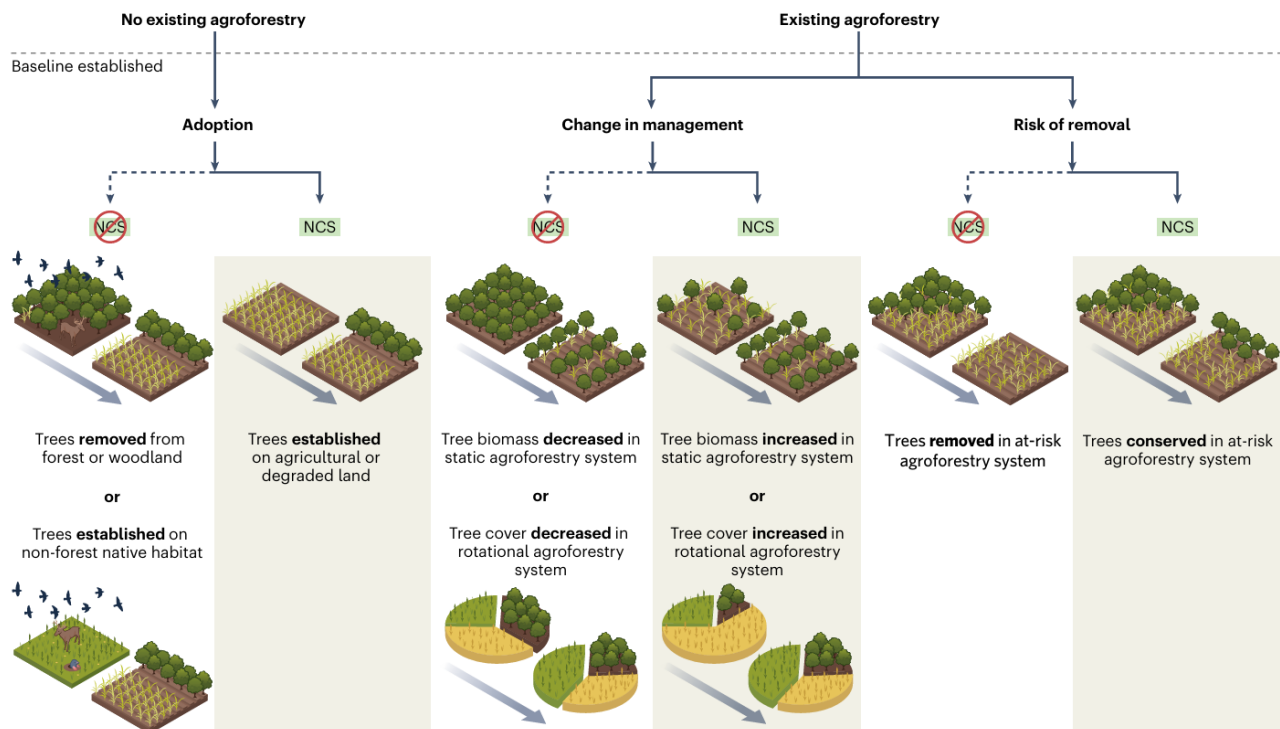 No existing agroforestry
Existing agroforestry
Baseline established
Adoption
Change in management
Risk of removal
NCS
NCS
NCS
NCS
NCS
NCS
Trees removed from
forest or woodland
or
Trees established on
non-forest native habitat
Trees established
on agricultural or
degraded land
Tree biomass decreased in
static agroforestry system
or
Tree cover decreased in
rotational agroforestry
system
Tree biomass increased in
static agroforestry system
or
Tree cover increased in
rotational agroforestry
system
Trees removed in at-risk
agroforestry system
Trees conserved in at-risk
agroforestry system